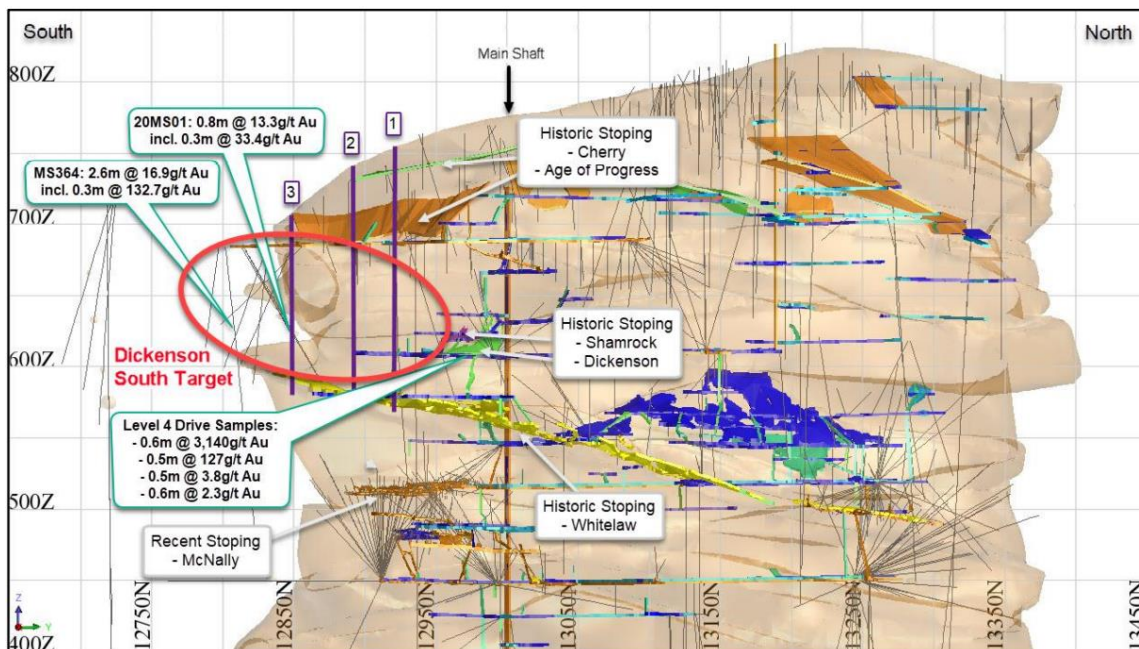 South
North
Main Shaft
800Z
700Z
600Z
500Z
400Z
20MS01: 0.8m @ 13.3g/t Au
incl. 0.3m @ 33.4g/t Au
MS364: 2.6m @ 16.9g/t Au
incl. 0.3m @ 132.7g/t Au
1
2
3
Historic Stoping
- Cherry
- Age of Progress
Historic Stoping
- Shamrock
- Dickenson
Dickenson
South Target
Level 4 Drive Samples:
- 0.6m @ 3,140g/t Au
- 0.5m @ 127g/t Au
- 0.5m @ 3.8g/t Au
- 0.6m @ 2.3g/t Au
Historic Stoping
- Whitelaw
Recent Stoping
- McNally
12750N
12850N
12950N
13050N
13150N
13250N
13350N
13450N
Z
Y